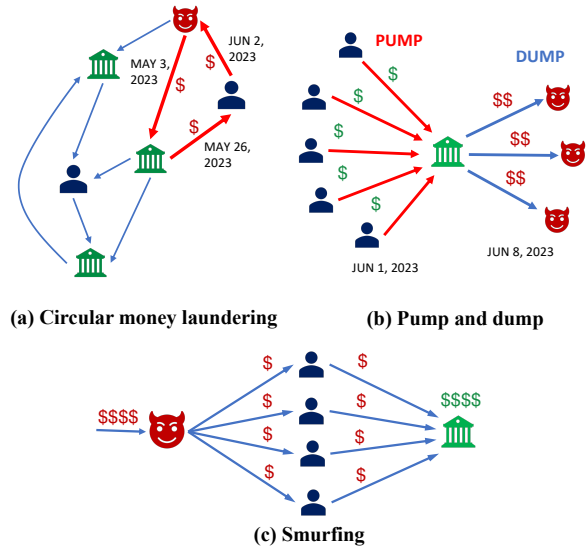 JUN 2,
2023
MAY 3,
2023
$
$
$
MAY 26,
2023
(a) Circular money laundering
PUMP
DUMP
$
$
$
$
$
$$
$$
$$
JUN 1, 2023
JUN 8, 2023
(b) Pump and dump
$$$$
$
$
$
$
$
$
$
$
$$$$
(c) Smurfing